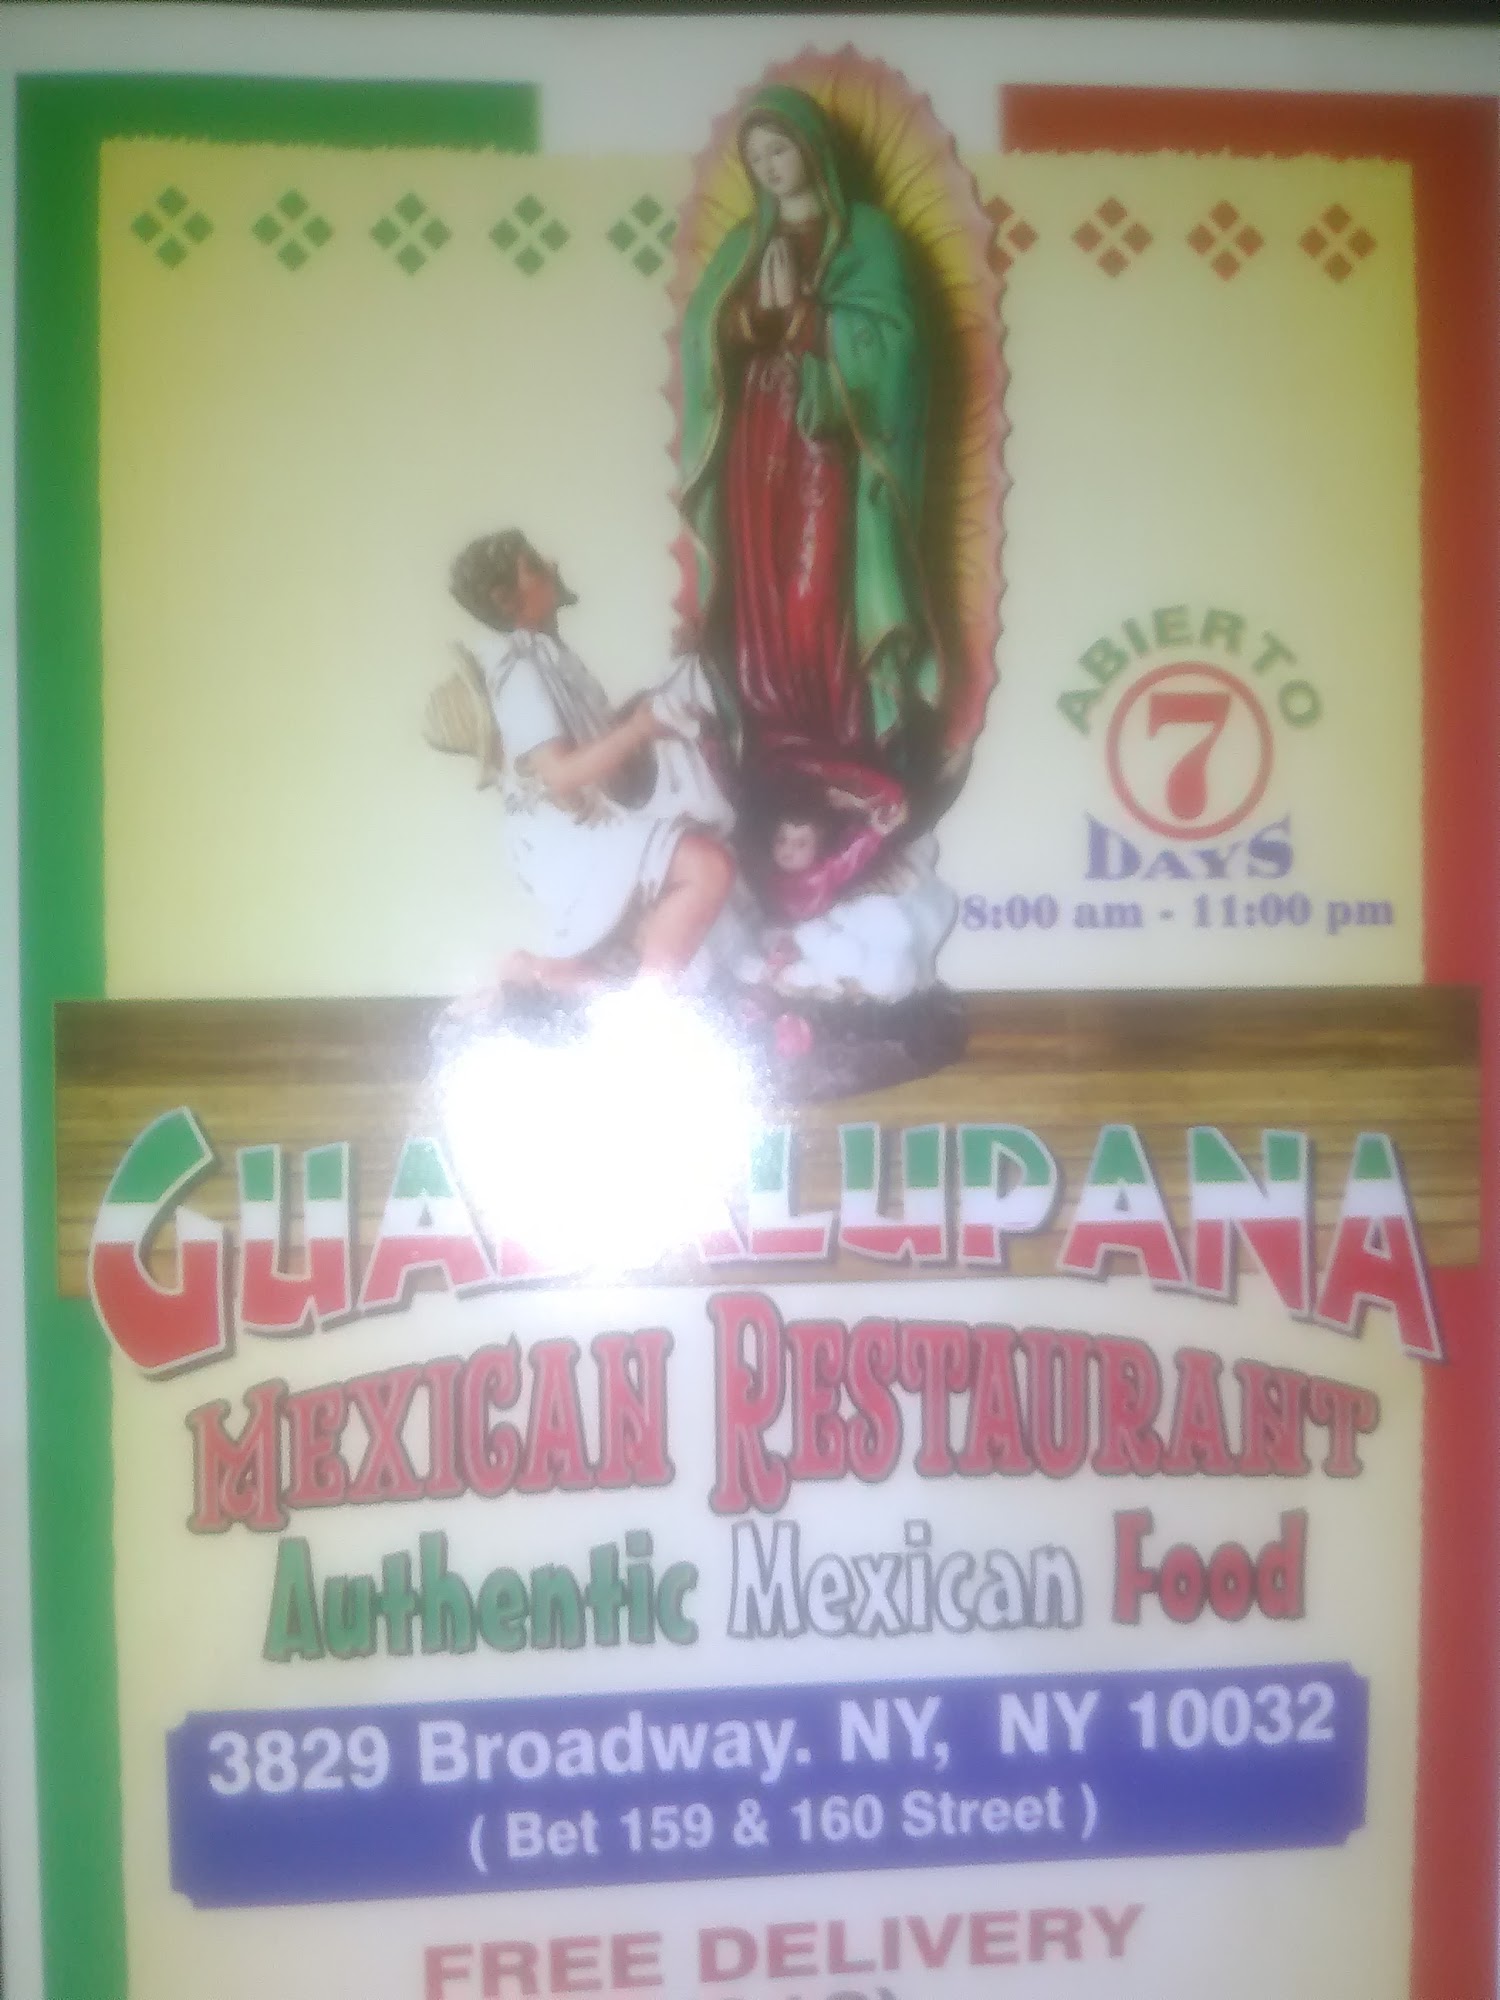 ABIERTO
7
DAYS
8:00 am - 11:00 pm
GUADALUPANA
MEXICAN RESTAURANT
Authentic Mexican Food
3829 Broadway. NY, NY 10032
( Bet 159 & 160 Street )
FREE DELIVERY